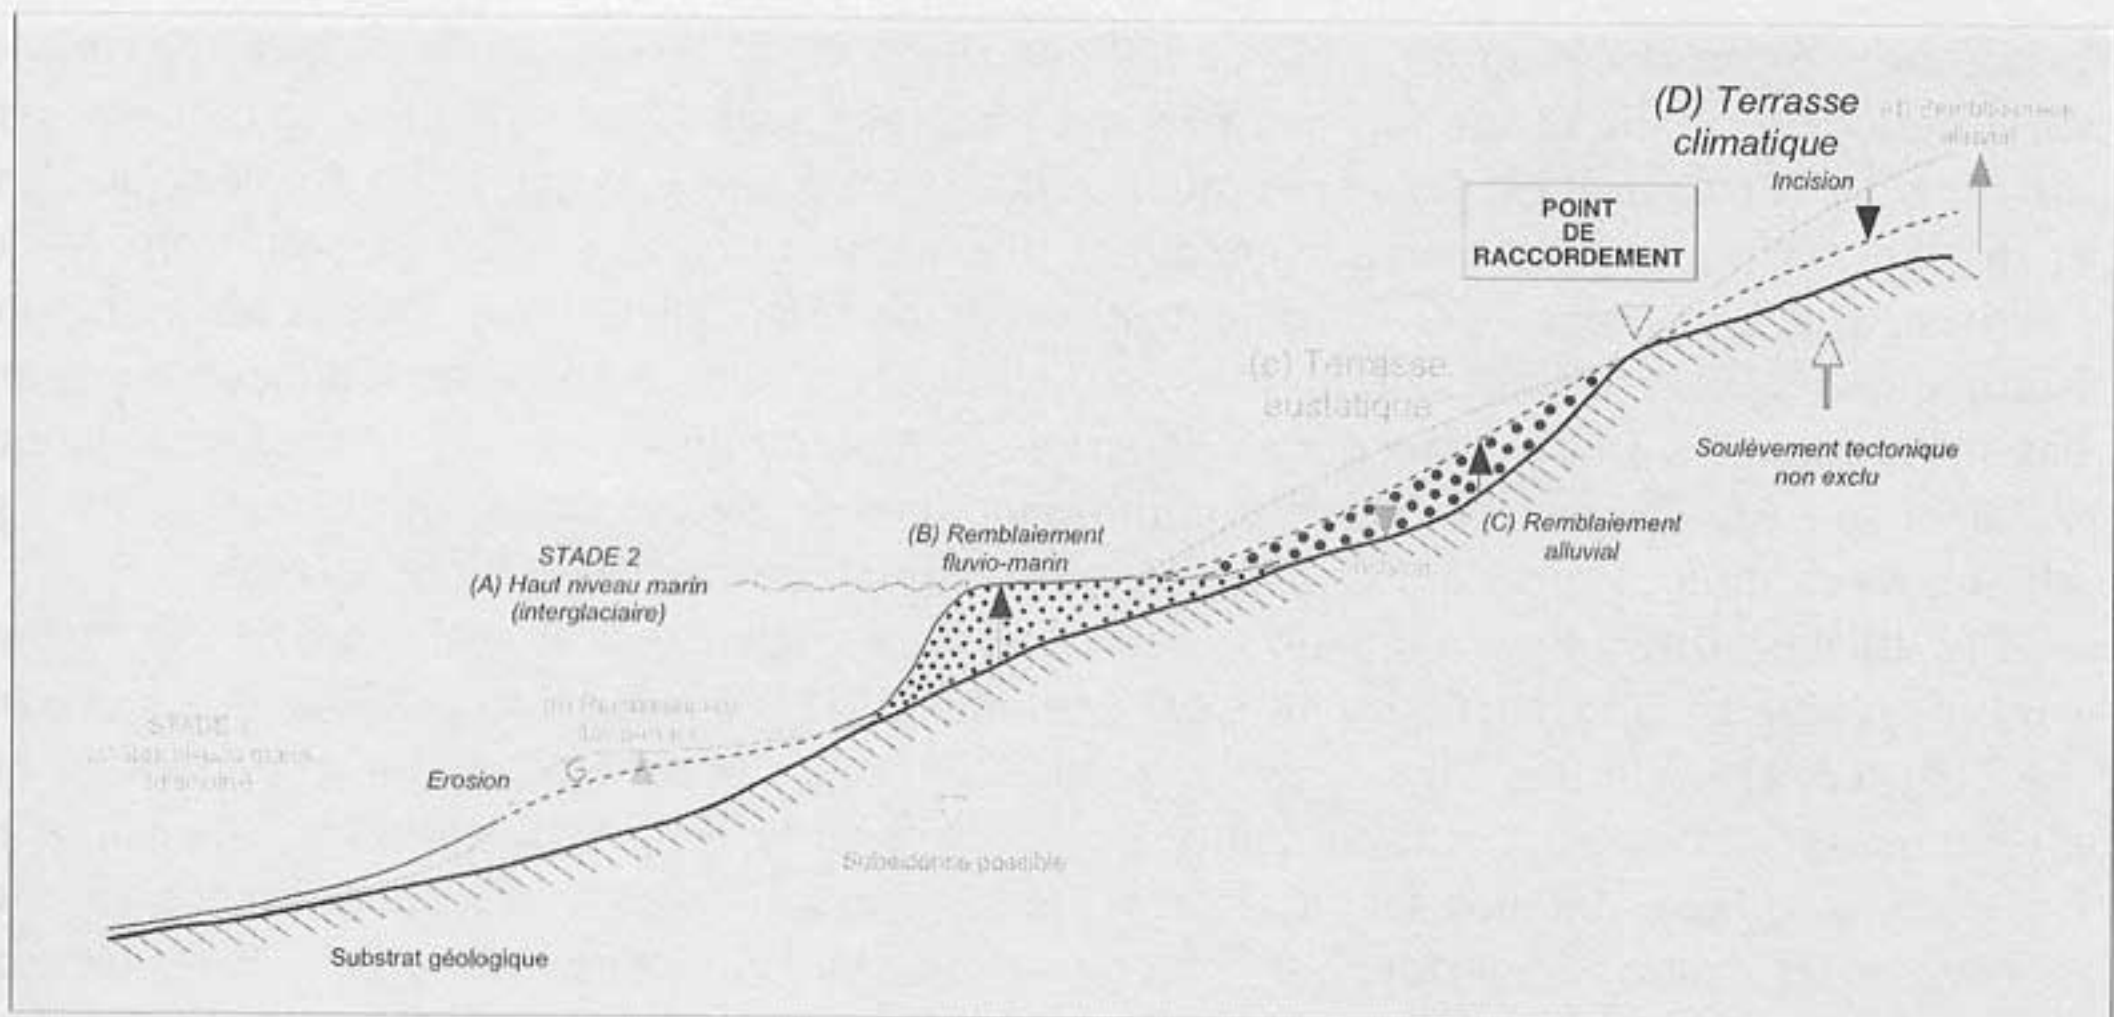 (D) Terrasse
climatique
Incision
POINT
DE
RACCORDEMENT
(c) Terrasse
eustatique
Soulèvement tectonique
non exclu
(B) Remblaiement
fluvio-marin
(C) Remblaiement
alluvial
STADE 2
(A) Haut niveau marin
(interglaciaire)
STADE
Erosion
Subsidence possible
Substrat géologique